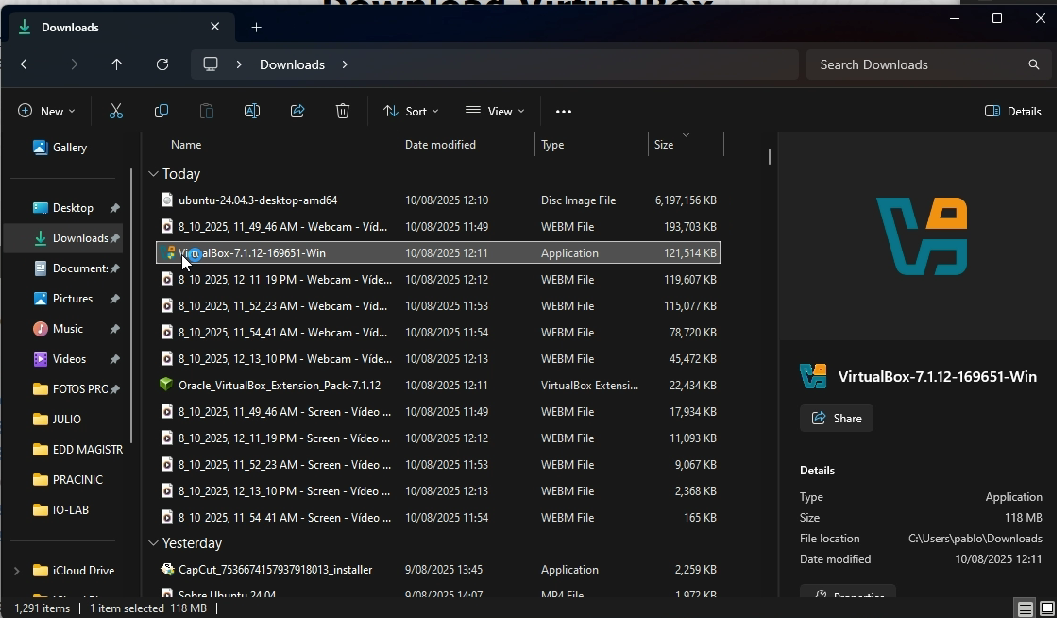 Download VirtualBox
Downloads
Downloads
Search Downloads
New
Sort
View
Details
Gallery
Desktop
Downloads
Document:
Pictures
Music
Videos
FOTOS PRC
JULIO
EDD MAGISTR
PRACINIC
IO-LAB
iCloud Drive
Name Date modified Type Size
Today
ubuntu-24.04.3-desktop-amd64 10/08/2025 12:10 Disc Image File 6,197,156 KB
8_10_2025, 11_49_46 AM - Webcam - Víd... 10/08/2025 11:49 WEBM File 193,703 KB
VirtualBox-7.1.12-169651-Win 10/08/2025 12:11 Application 121,514 KB
8_10_2025, 12_11_19 PM - Webcam - Víde... 10/08/2025 12:12 WEBM File 119,607 KB
8_10_2025, 11_52_23 AM - Webcam - Víd... 10/08/2025 11:53 WEBM File 115,077 KB
8_10_2025, 11_54_41 AM - Webcam - Víd... 10/08/2025 11:54 WEBM File 78,720 KB
8_10_2025, 12_13_10 PM - Webcam - Víde... 10/08/2025 12:13 WEBM File 45,472 KB
Oracle_VirtualBox_Extension_Pack-7.1.12 10/08/2025 12:11 VirtualBox Extensi... 22,434 KB
8_10_2025, 11_49_46 AM - Screen - Vídeo ... 10/08/2025 11:49 WEBM File 17,934 KB
8_10_2025, 12_11_19 PM - Screen - Vídeo ... 10/08/2025 12:12 WEBM File 11,093 KB
8_10_2025, 11_52_23 AM - Screen - Vídeo ... 10/08/2025 11:53 WEBM File 9,067 KB
8_10_2025, 12_13_10 PM - Screen - Vídeo ... 10/08/2025 12:13 WEBM File 2,368 KB
8_10_2025, 11_54_41 AM - Screen - Vídeo ... 10/08/2025 11:54 WEBM File 165 KB
Yesterday
CapCut_7536674157937918013_installer 9/08/2025 13:45 Application 2,259 KB
Sobre Ubuntu 24.04 9/08/2025 14:07 MP4 File 1,972 KB
VirtualBox-7.1.12-169651-Win
Share
Details
Type Application
Size 118 MB
File location C:\Users\pablo\Downloads
Date modified 10/08/2025 12:11
Properties
1,291 items 1 item selected 118 MB